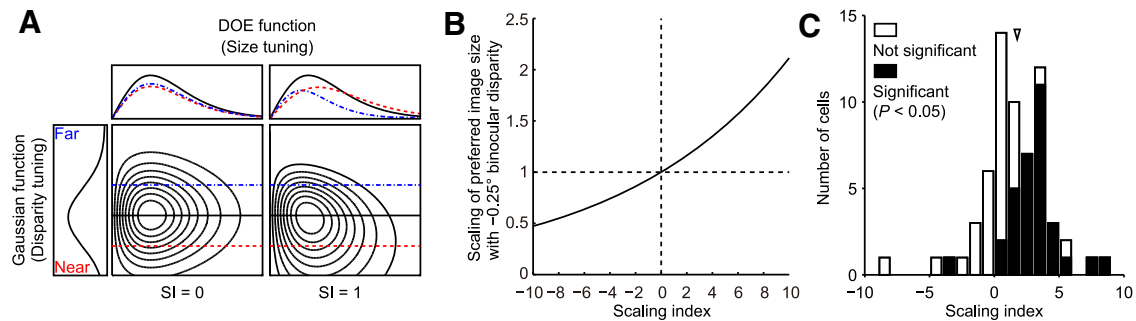 A
DOE function
(Size tuning)
Gaussian function
(Disparity tuning)
Far
Near
SI = 0
SI = 1
B
Scaling of preferred image size
with −0.25° binocular disparity
2.5
2
1.5
1
0.5
0
−10 −8 −6 −4 −2 0 2 4 6 8 10
Scaling index
C
Number of cells
15
10
5
0
Not significant
Significant
(P < 0.05)
−10 −5 0 5 10
Scaling index